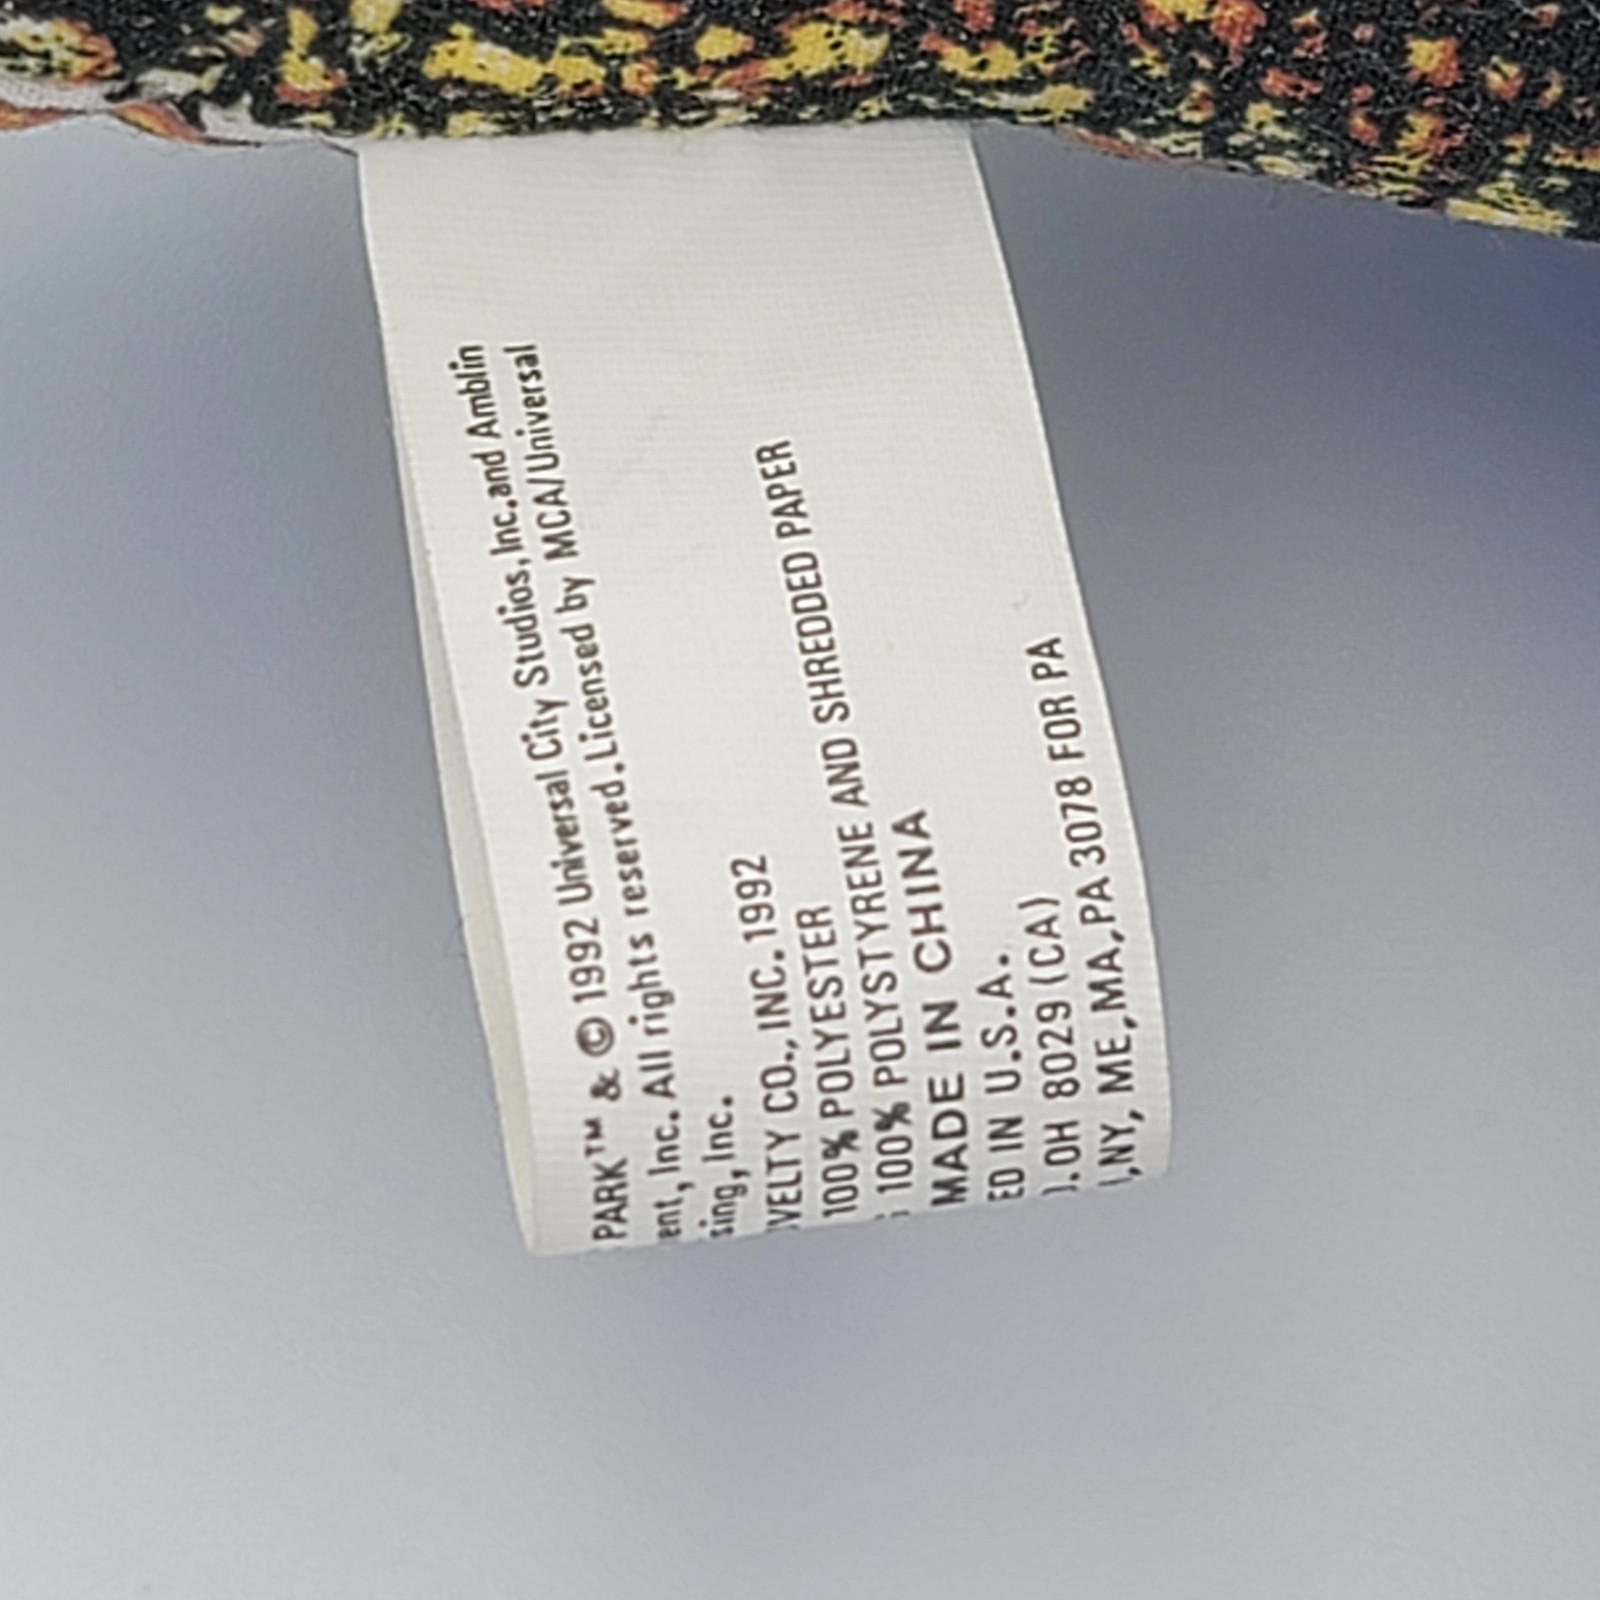 PARK™ & © 1992 Universal City Studios, Inc. and Amblin
ent, Inc. All rights reserved. Licensed by MCA/Universal
sing, Inc.
VELTY CO., INC. 1992
100% POLYESTER
100% POLYSTYRENE AND SHREDDED PAPER
MADE IN CHINA
ED IN U.S.A.
. OH 8029 (CA)
, NY, ME, MA, PA 3078 FOR PA